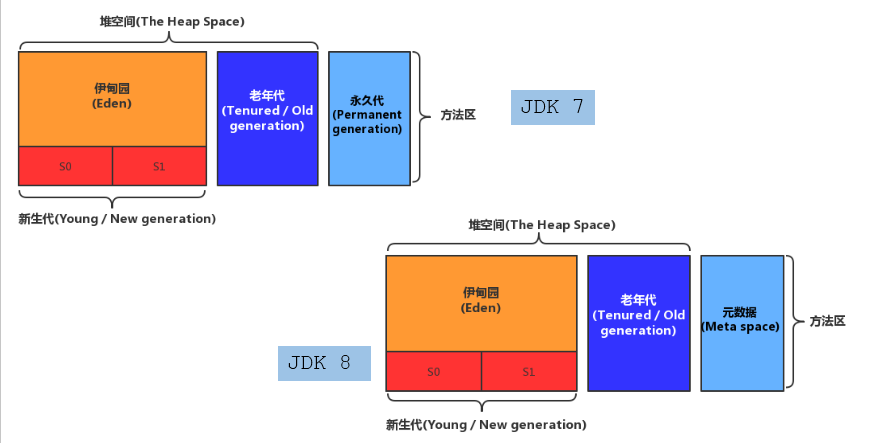 堆空间(The Heap Space)
伊甸园
(Eden)
老年代
(Tenured / Old
generation)
永久代
(Permanent
generation)
方法区
JDK 7
S0
S1
新生代(Young / New generation)
堆空间(The Heap Space)
伊甸园
(Eden)
老年代
(Tenured / Old
generation)
元数据
(Meta space)
方法区
JDK 8
S0
S1
新生代(Young / New generation)